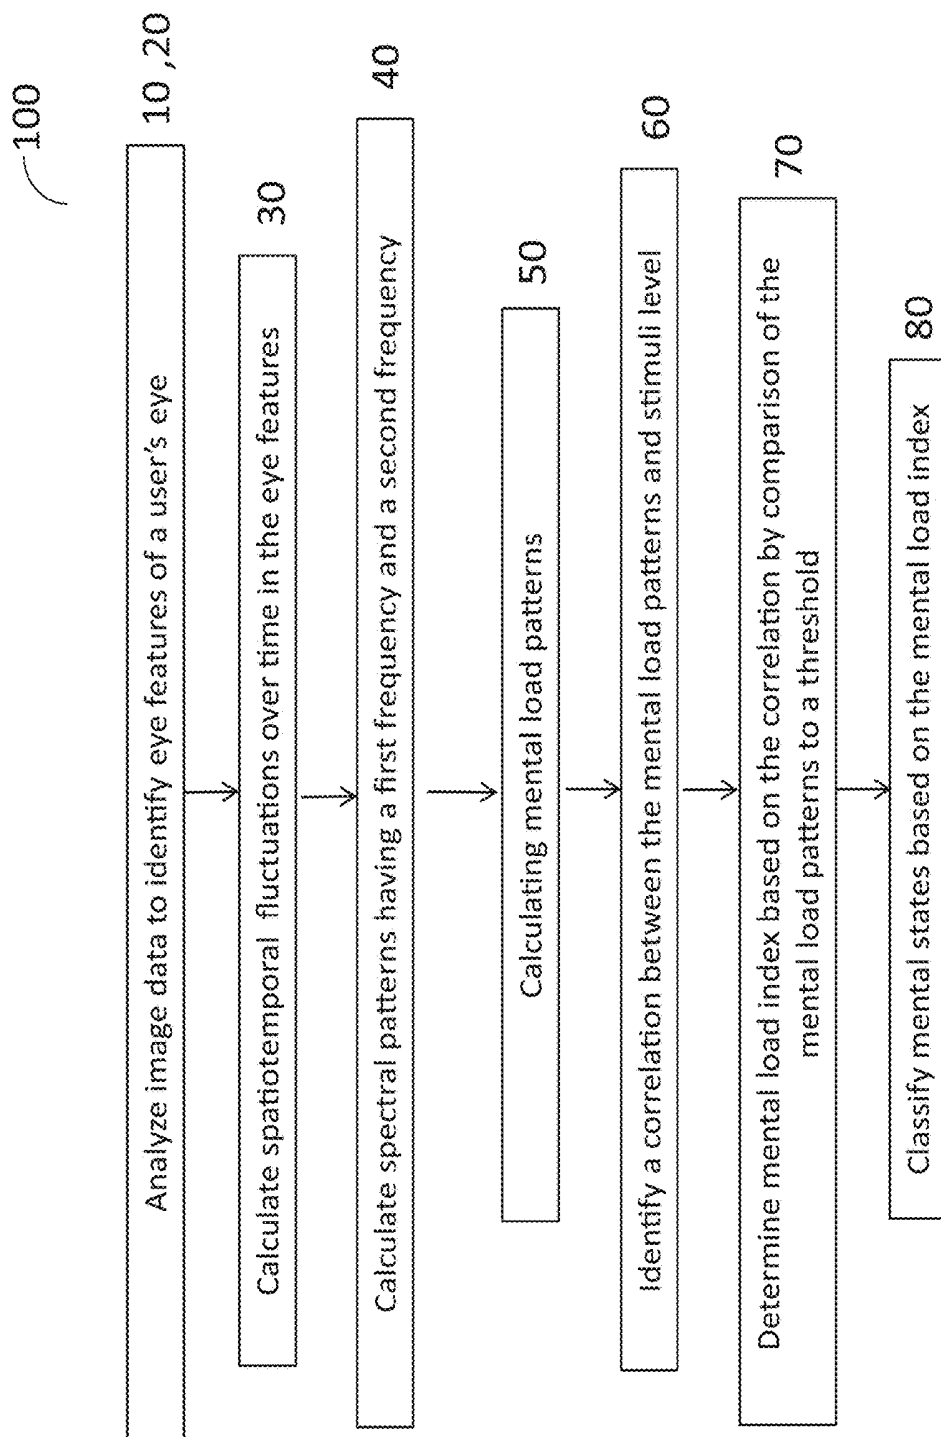 100
Analyze image data to identify eye features of a user's eye
10 ,20
Calculate spatiotemporal fluctuations over time in the eye features
30
Calculate spectral patterns having a first frequency and a second frequency
40
Calculating mental load patterns
50
Identify a correlation between the mental load patterns and stimuli level
60
Determine mental load index based on the correlation by comparison of the
mental load patterns to a threshold
70
Classify mental states based on the mental load index
80